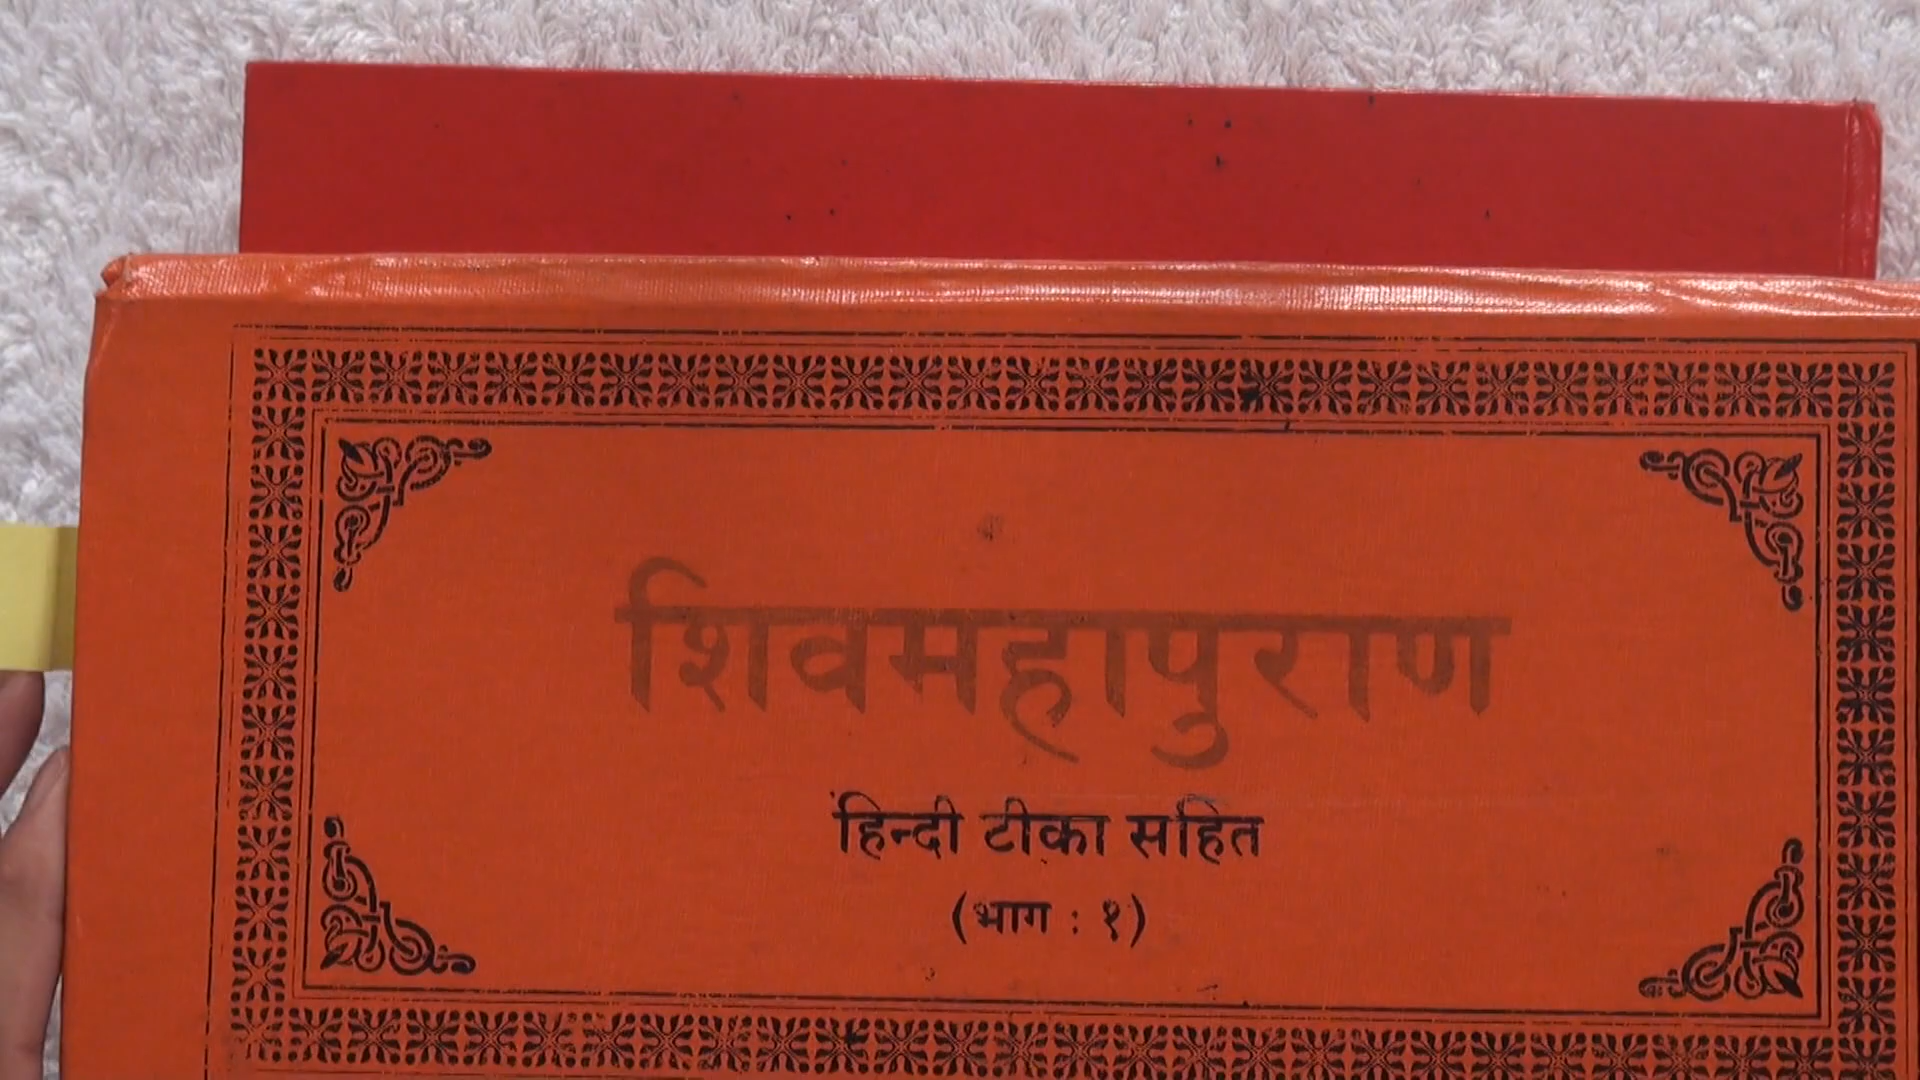 शिवमहापुराण
हिन्दी टीका सहित
(भाग : १)